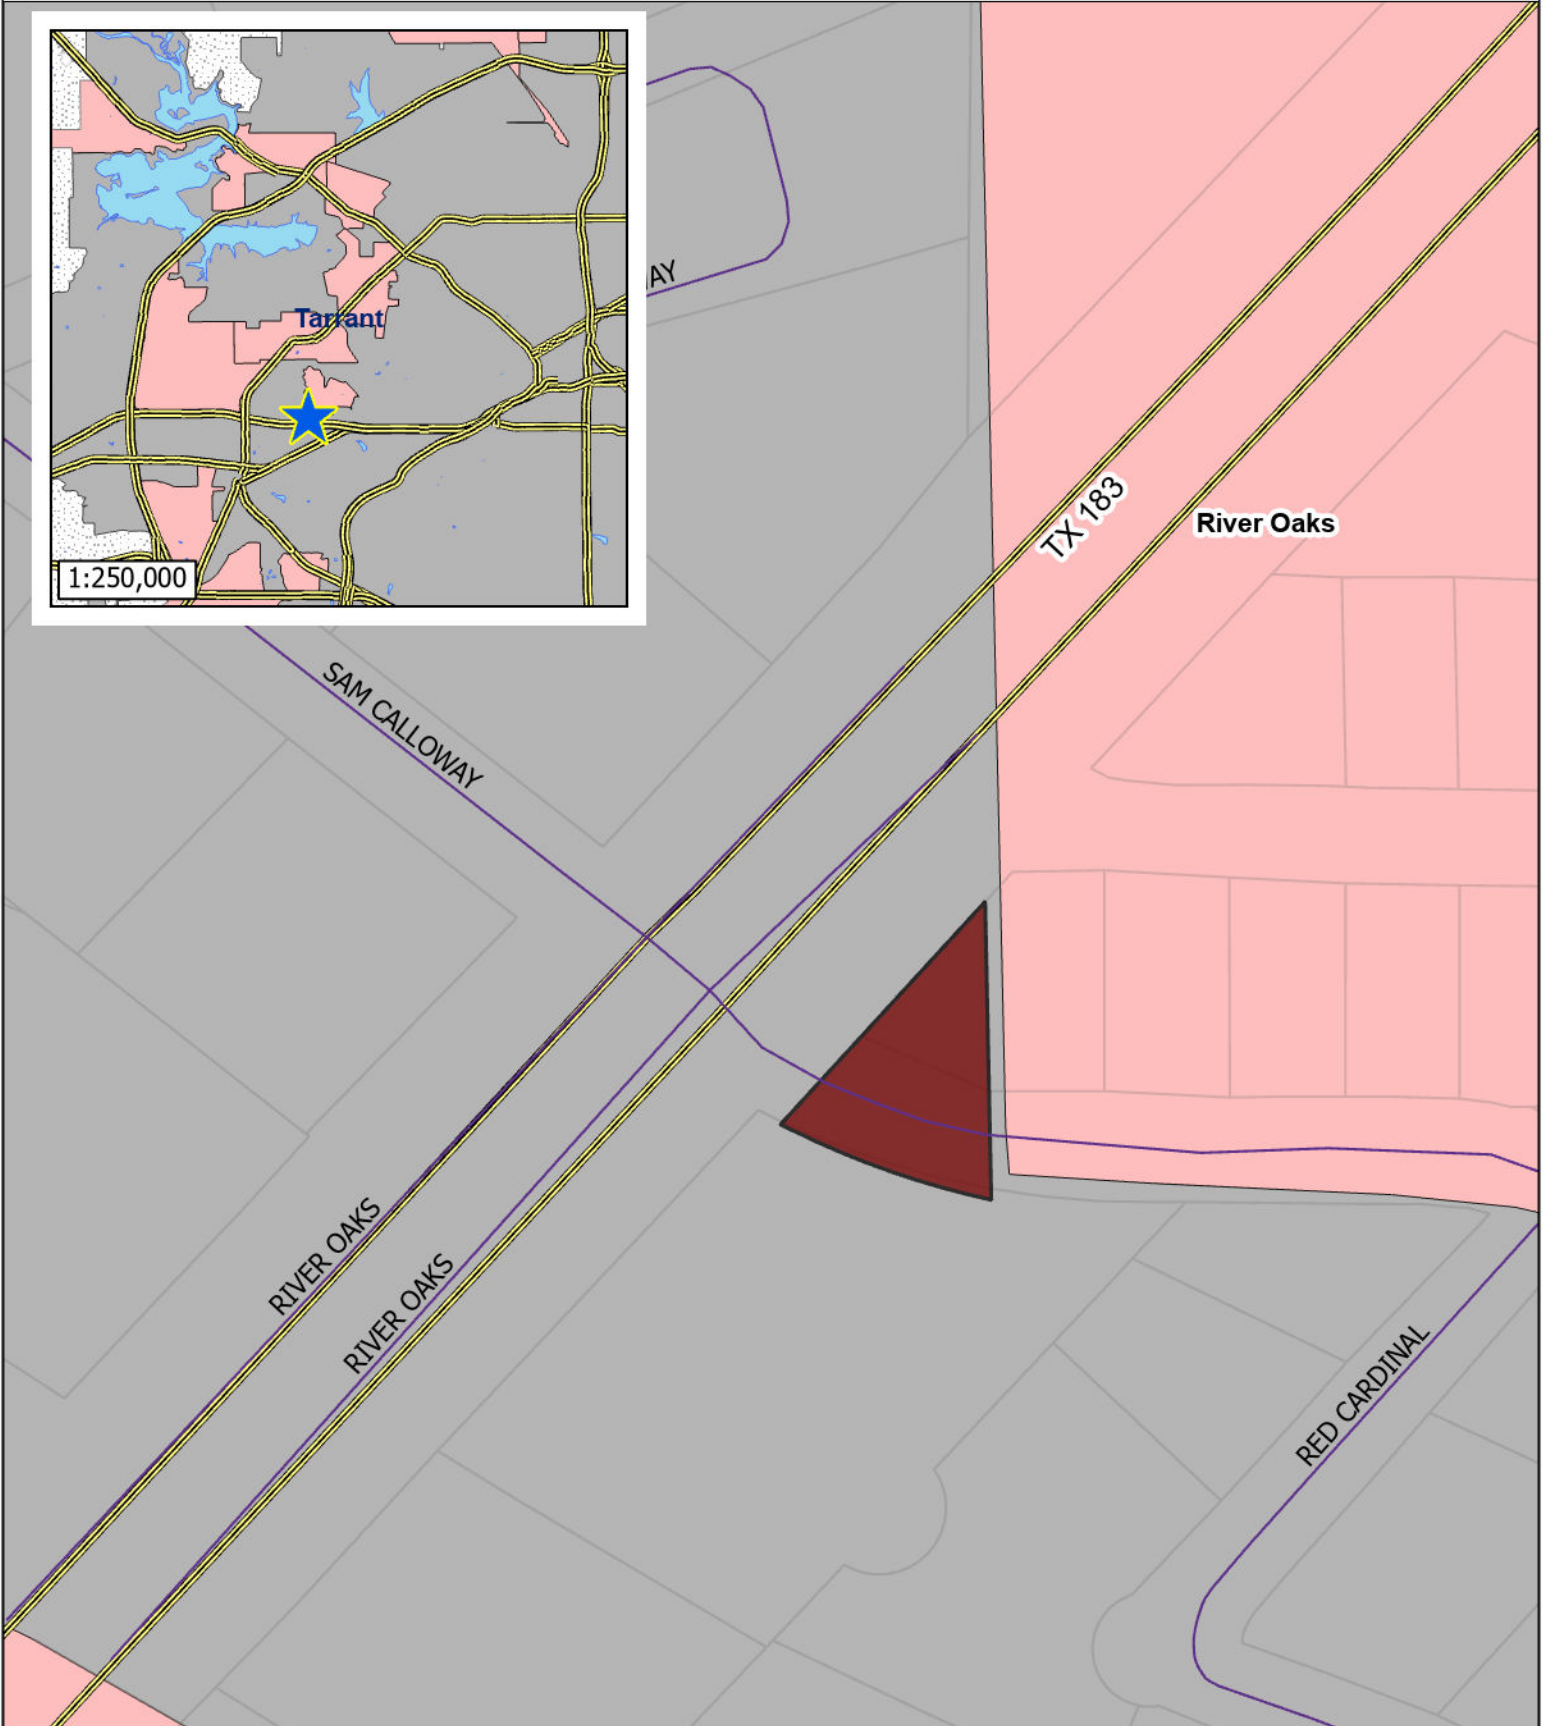 Tarrant
1:250,000
AY
TX 183
River Oaks
SAM CALLOWAY
RIVER OAKS
RIVER OAKS
RED CARDINAL